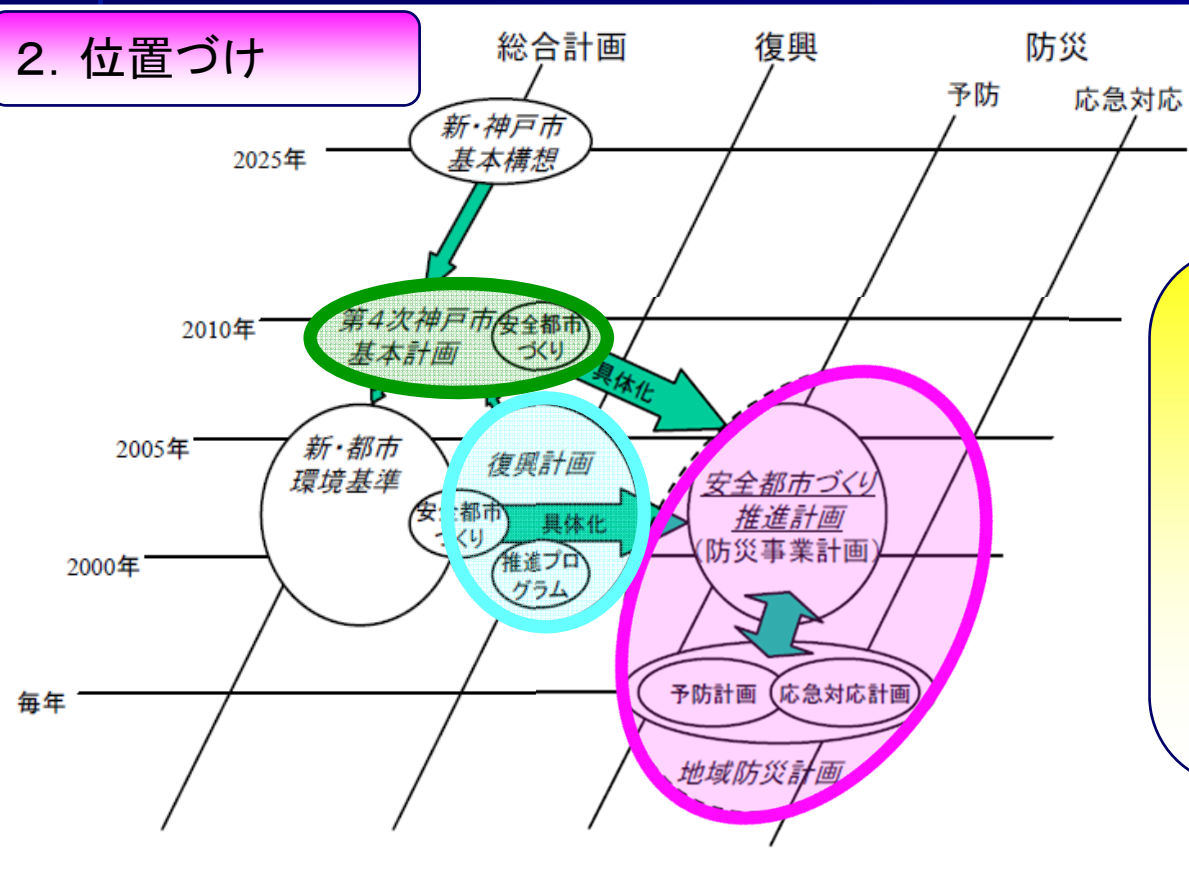 2. 位置づけ
総合計画
復興
防災
予防
応急対応
新・神戸市
基本構想
2025年
2010年
第4次神戸市
基本計画
安全都市
づくり
具体化
2005年
新・都市
環境基準
復興計画
安全都市
づくり
具体化
推進プロ
グラム
安全都市づくり
推進計画
(防災事業計画)
2000年
毎年
予防計画
応急対応計画
地域防災計画